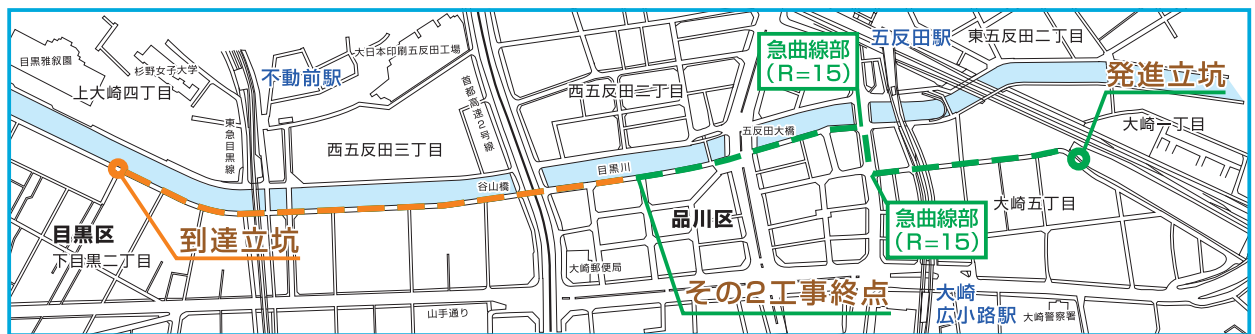 目黒雅叙園
杉野女子大学
上大崎四丁目
大日本印刷五反田工場
不動前駅
首都高速2号線
東急目黒線
西五反田三丁目
西五反田二丁目
急曲線部
(R=15)
五反田駅
東五反田二丁目
発進立坑
大崎一丁目
五反田大橋
目黒川
谷山橋
目黒区
下目黒二丁目
到達立坑
品川区
大崎五丁目
急曲線部
(R=15)
大崎郵便局
その2工事終点
山手通り
大崎
広小路駅
大崎警察署